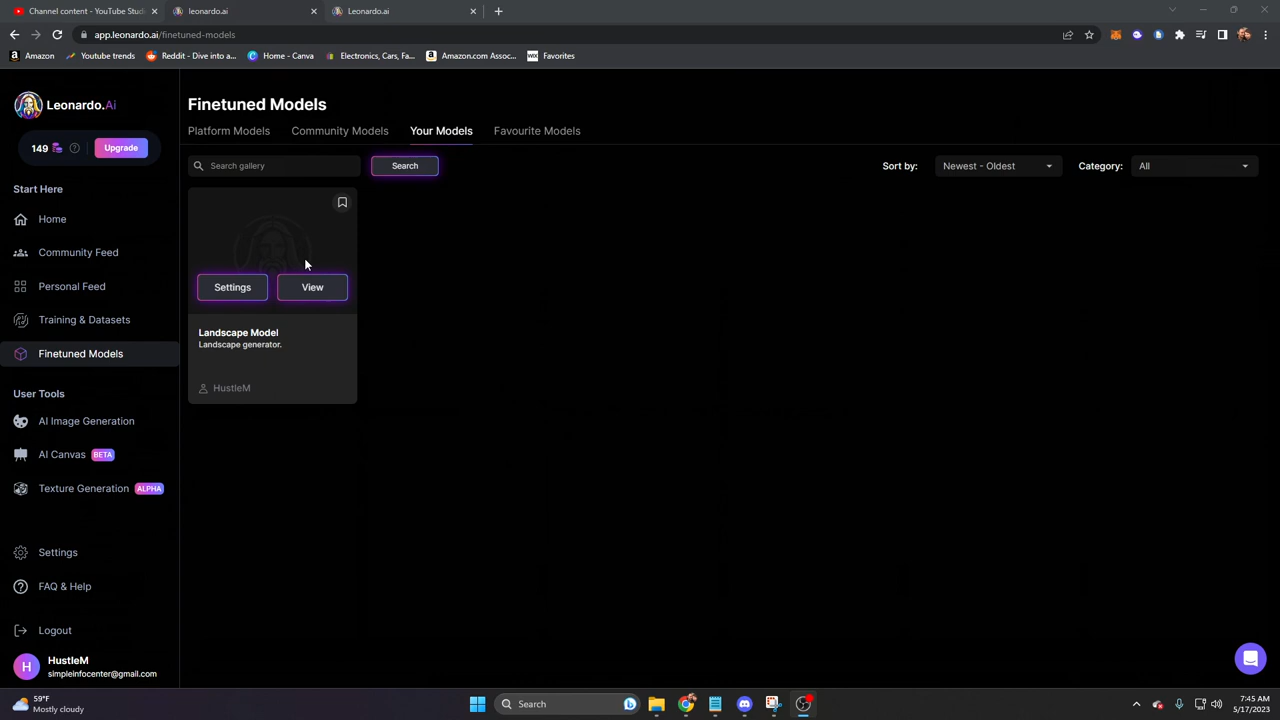 Channel content - YouTube Stud
leonardo.ai
Leonardo.ai
app.leonardo.ai/finetuned-models
Amazon
Youtube trends
Reddit - Dive into a...
Home - Canva
Electronics, Cars, Fa...
Amazon.com Assoc...
WIX
Favorites
Leonardo.Ai
149
Upgrade
Start Here
Home
Community Feed
Personal Feed
Training & Datasets
Finetuned Models
User Tools
AI Image Generation
AI Canvas BETA
Texture Generation ALPHA
Settings
FAQ & Help
Logout
H
HustleM
simpleinfocenter@gmail.com
Finetuned Models
Platform Models
Community Models
Your Models
Favourite Models
Search gallery
Search
Sort by:
Newest - Oldest
Category:
All
Settings
View
Landscape Model
Landscape generator.
HustleM
59°F
Mostly cloudy
Search
7:45 AM
5/17/2023